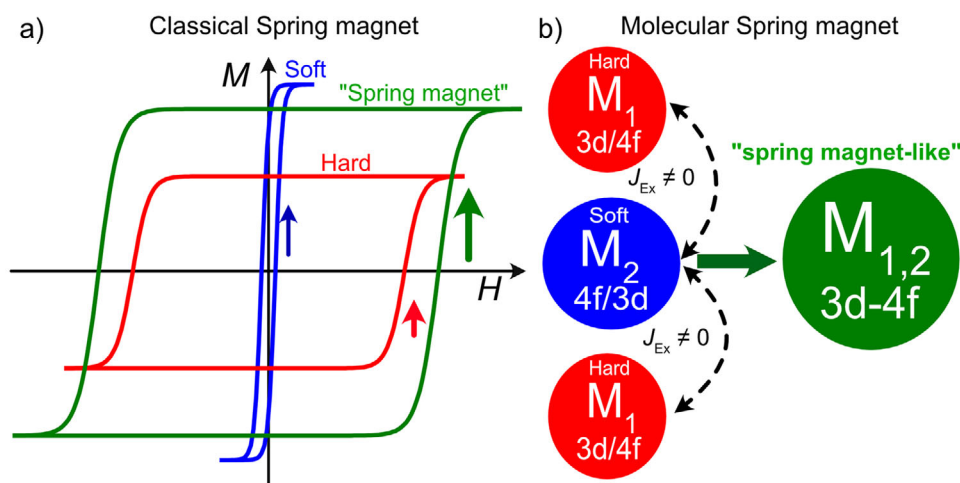 a) Classical Spring magnet
M
Soft
"Spring magnet"
Hard
H
b) Molecular Spring magnet
Hard
M1
3d/4f
JEx ≠ 0
Soft
M2
4f/3d
JEx ≠ 0
Hard
M1
3d/4f
"spring magnet-like"
M1,2
3d-4f